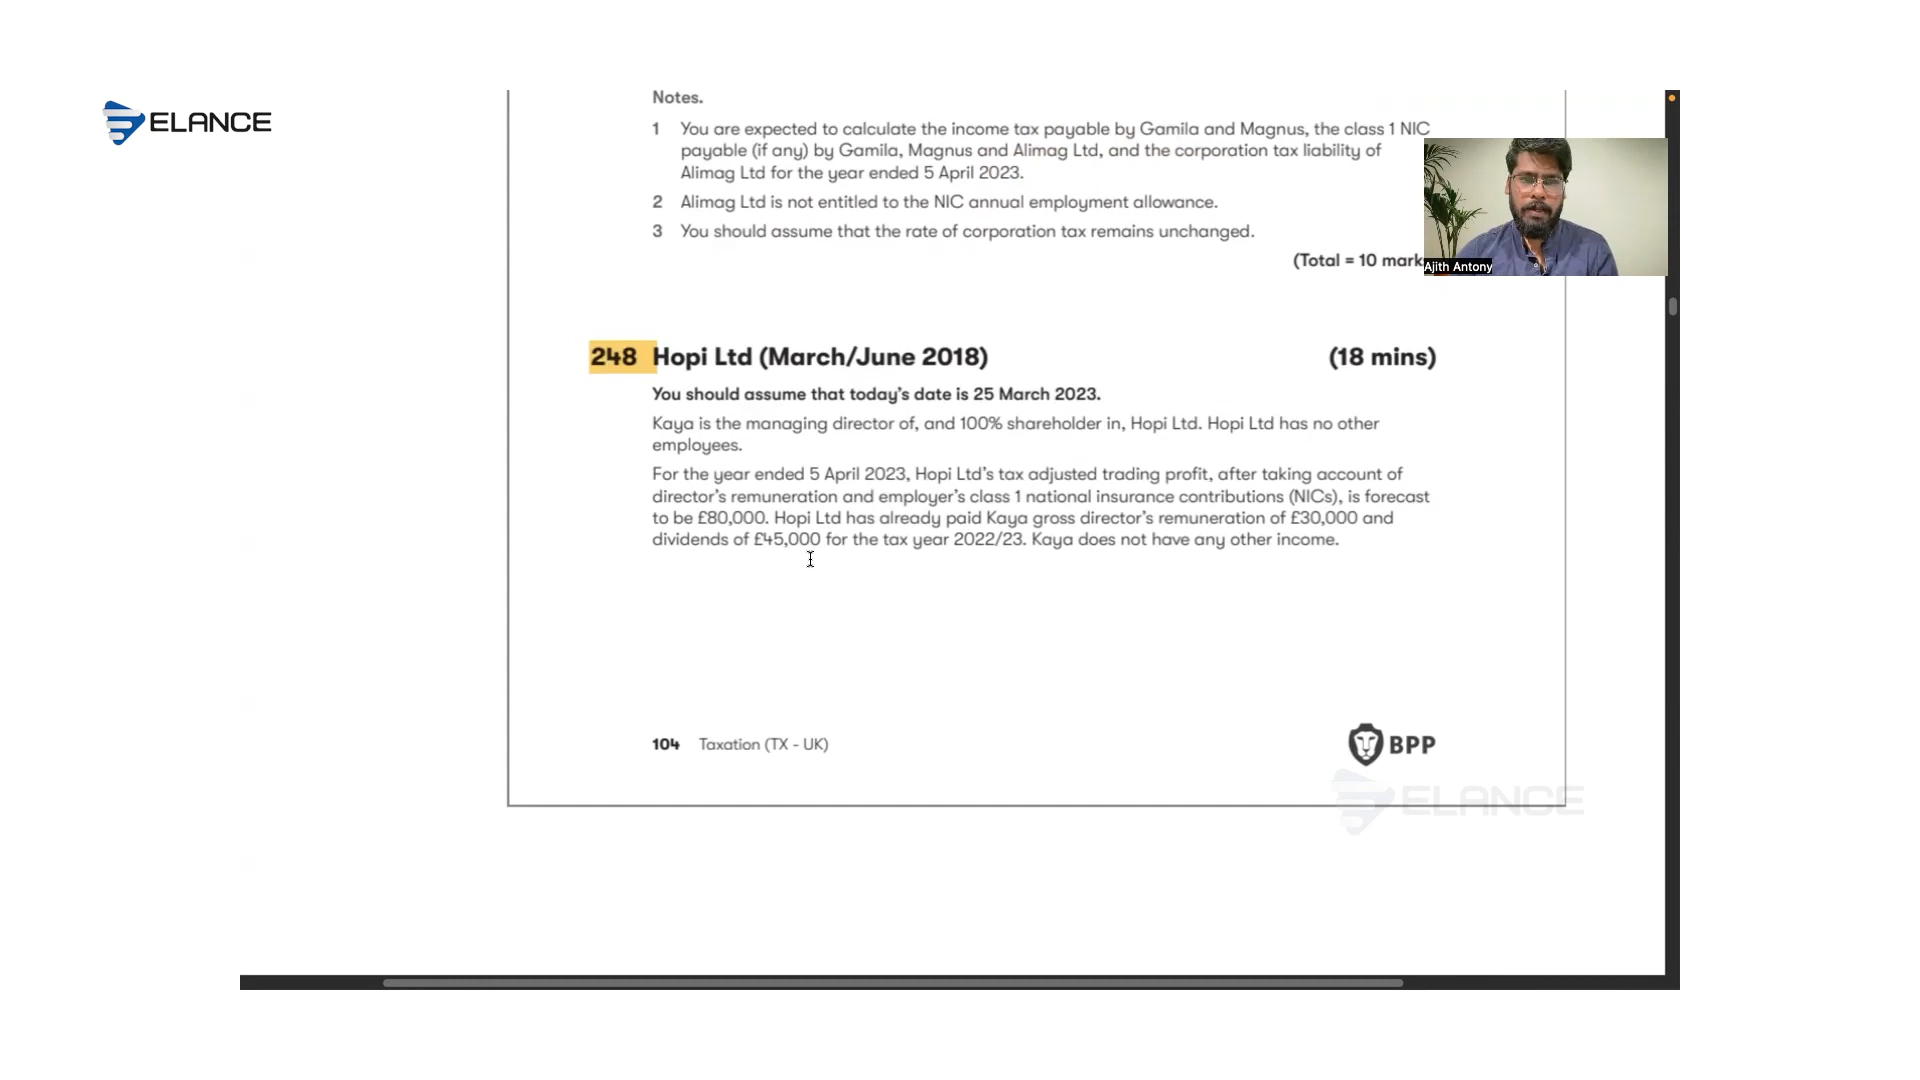 ELANCE
Notes.
1 You are expected to calculate the income tax payable by Gamila and Magnus, the class 1 NIC
payable (if any) by Gamila, Magnus and Alimag Ltd, and the corporation tax liability of
Alimag Ltd for the year ended 5 April 2023.
2 Alimag Ltd is not entitled to the NIC annual employment allowance.
3 You should assume that the rate of corporation tax remains unchanged.
(Total = 10 mark
Ajith Antony
248 Hopi Ltd (March/June 2018) (18 mins)
You should assume that today's date is 25 March 2023.
Kaya is the managing director of, and 100% shareholder in, Hopi Ltd. Hopi Ltd has no other
employees.
For the year ended 5 April 2023, Hopi Ltd's tax adjusted trading profit, after taking account of
director's remuneration and employer's class 1 national insurance contributions (NICs), is forecast
to be £80,000. Hopi Ltd has already paid Kaya gross director's remuneration of £30,000 and
dividends of £45,000 for the tax year 2022/23. Kaya does not have any other income.
104 Taxation (TX - UK) BPP
ELANCE